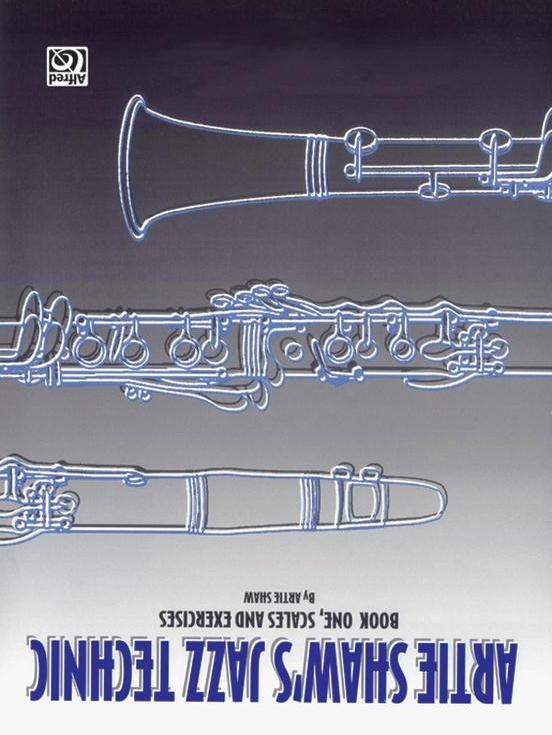 ARTIE SHAW'S JAZZ TECHNIC
BOOK ONE, SCALES AND EXERCISES
By ARTIE SHAW
Alfred